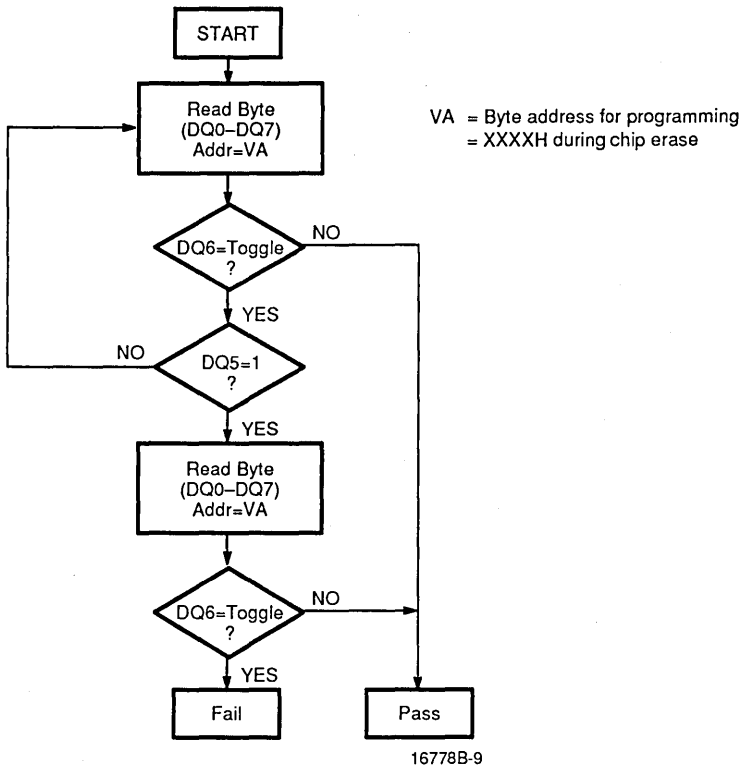 START
Read Byte
(DQ0–DQ7)
Addr=VA
VA = Byte address for programming
= XXXXH during chip erase
DQ6=Toggle
?
NO
YES
NO
DQ5=1
?
YES
Read Byte
(DQ0–DQ7)
Addr=VA
DQ6=Toggle
?
NO
YES
Fail
Pass
16778B-9